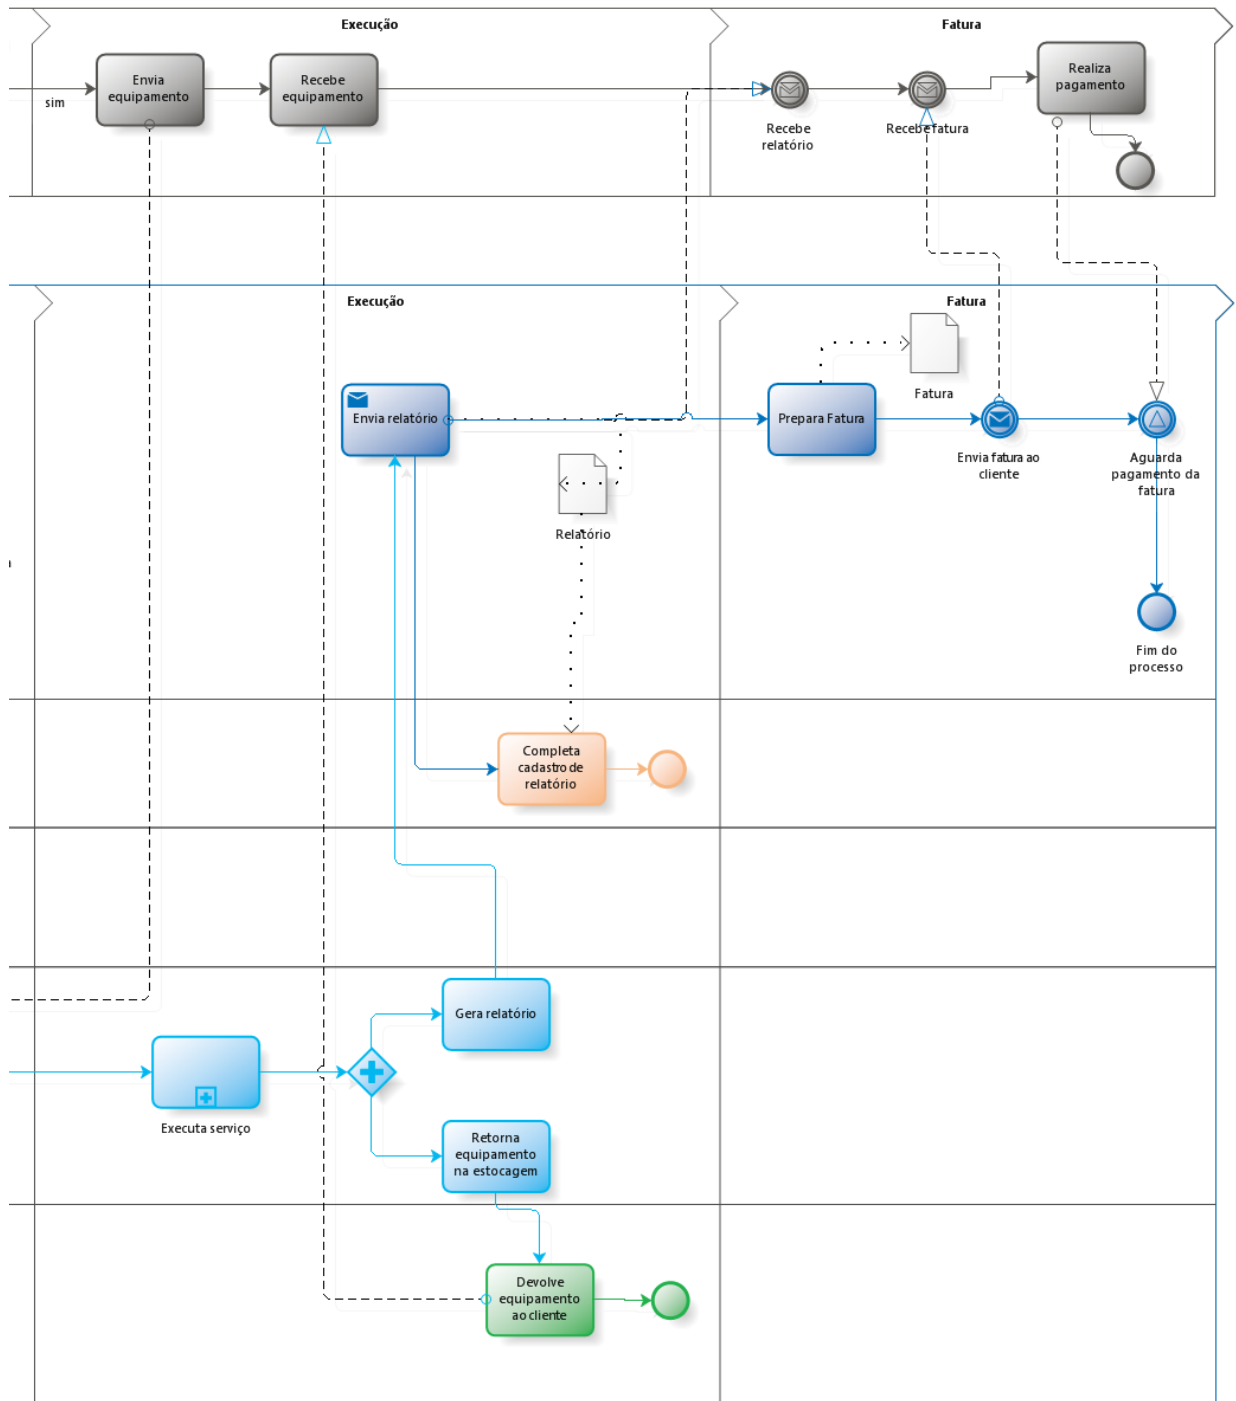 Execução
Fatura
sim
Envia
equipamento
Recebe
equipamento
Recebe
relatório
Recebe fatura
Realiza
pagamento
Execução
Fatura
Envia relatório
Relatório
Prepara Fatura
Fatura
Envia fatura ao
cliente
Aguarda
pagamento da
fatura
Fim do
processo
Completa
cadastro de
relatório
Gera relatório
Executa serviço
Retorna
equipamento
na estocagem
Devolve
equipamento
ao cliente